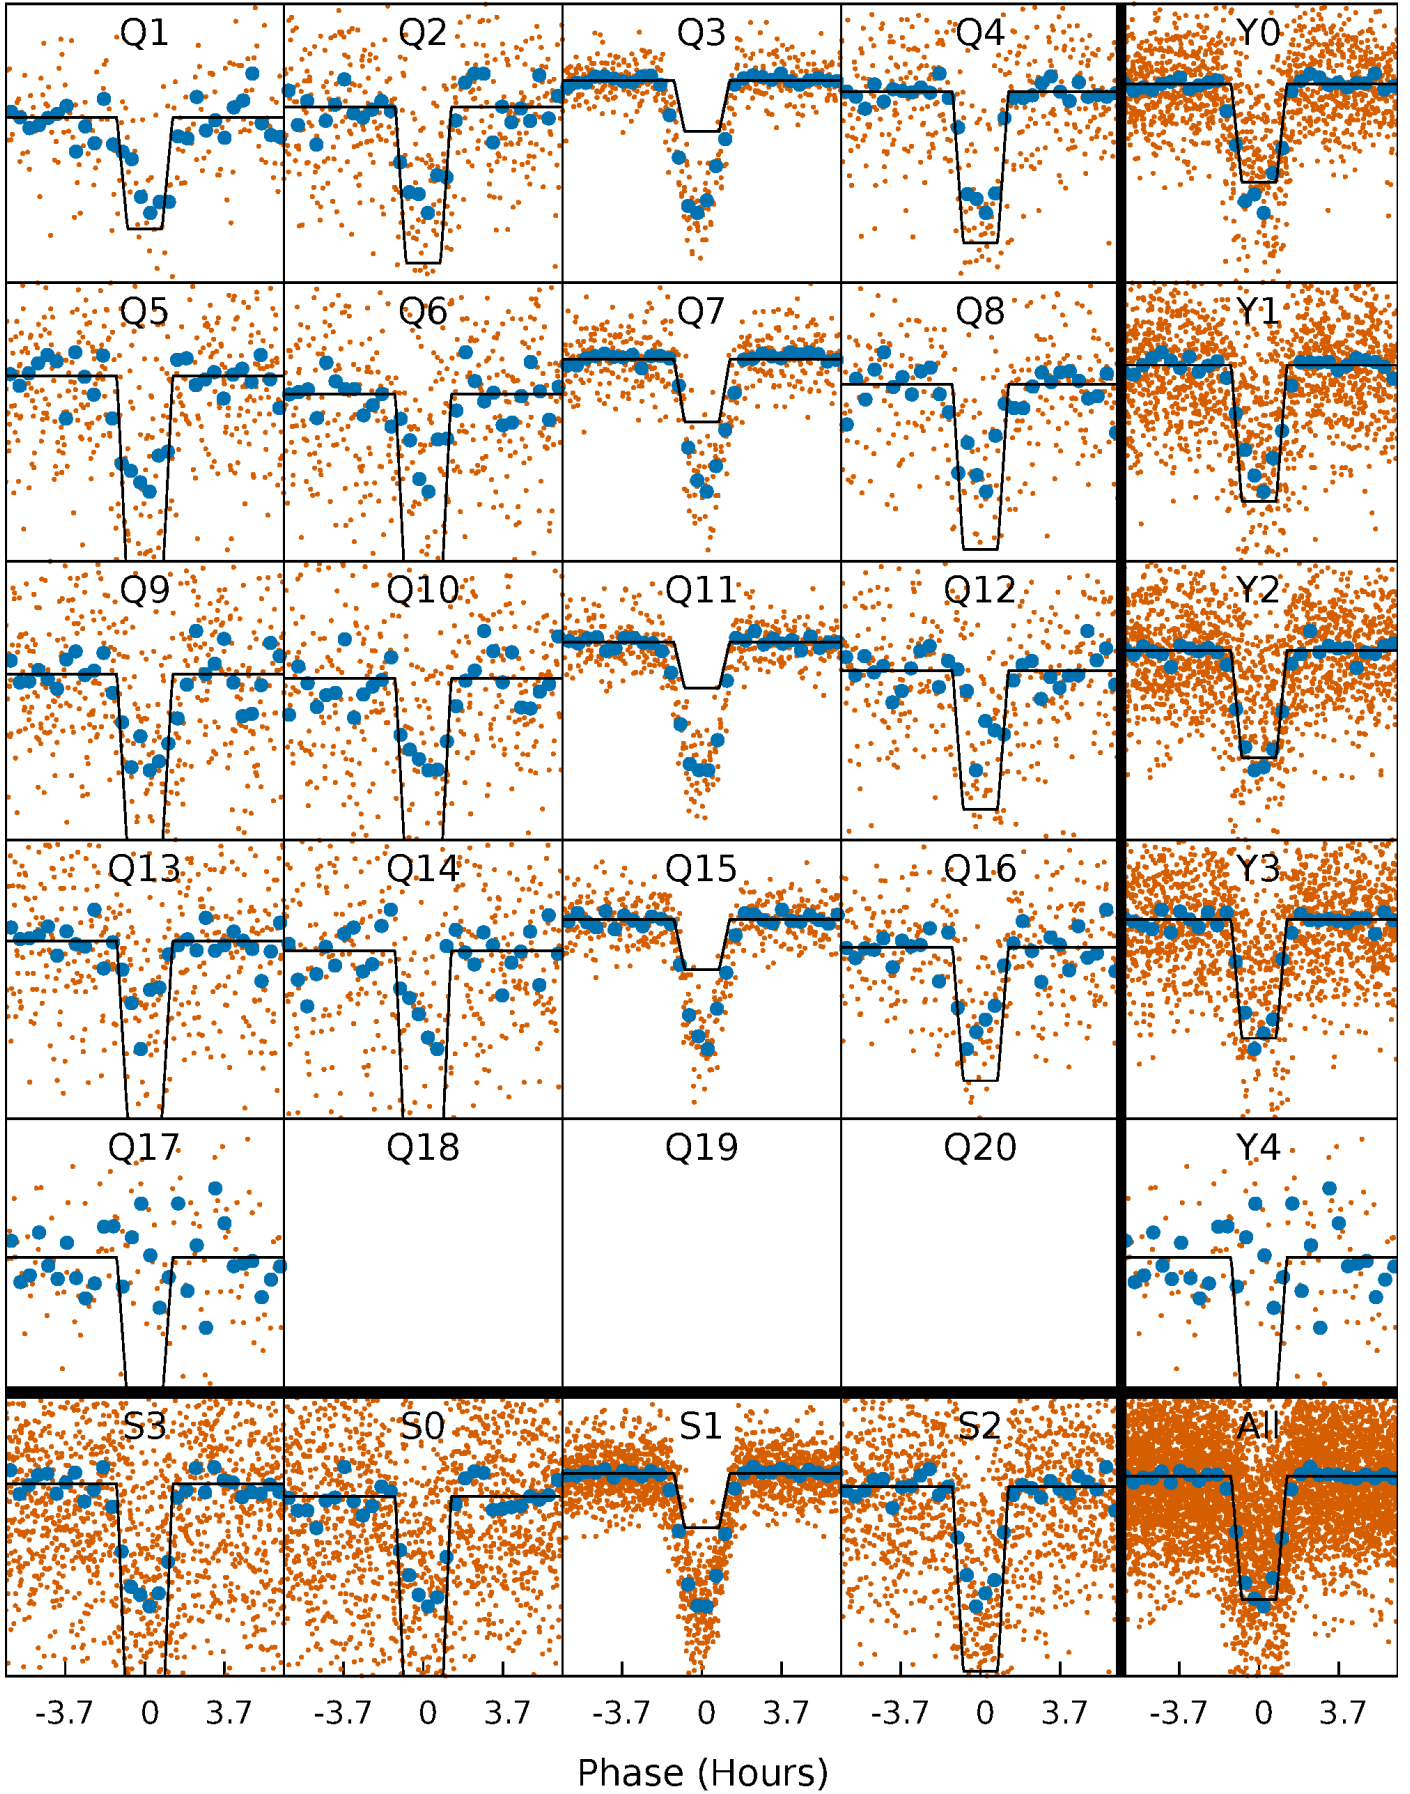 Q1 Q2 Q3 Q4 Y0
Q5 Q6 Q7 Q8 Y1
Q9 Q10 Q11 Q12 Y2
Q13 Q14 Q15 Q16 Y3
Q17 Q18 Q19 Q20 Y4
S3 S0 S1 S2 All
-3.7 0 3.7 -3.7 0 3.7 -3.7 0 3.7 -3.7 0 3.7 -3.7 0 3.7
Phase (Hours)